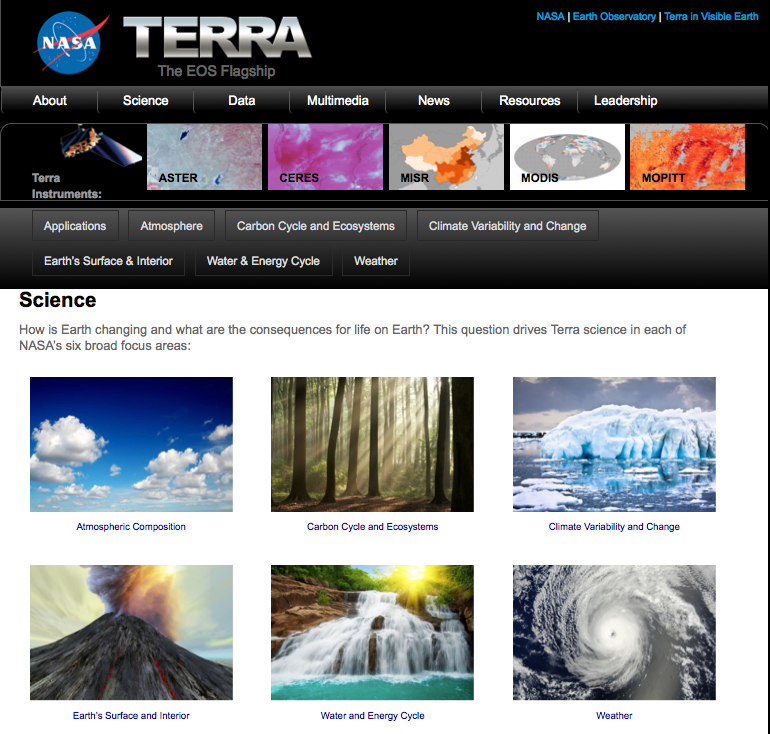 NASA | Earth Observatory | Terra in Visible Earth
NASA
TERRA
The EOS Flagship
About Science Data Multimedia News Resources Leadership
Terra
Instruments:
ASTER CERES MISR MODIS MOPITT
Applications Atmosphere Carbon Cycle and Ecosystems Climate Variability and Change
Earth's Surface & Interior Water & Energy Cycle Weather
Science
How is Earth changing and what are the consequences for life on Earth? This question drives Terra science in each of
NASA's six broad focus areas:
Atmospheric Composition Carbon Cycle and Ecosystems Climate Variability and Change
Earth's Surface and Interior Water and Energy Cycle Weather